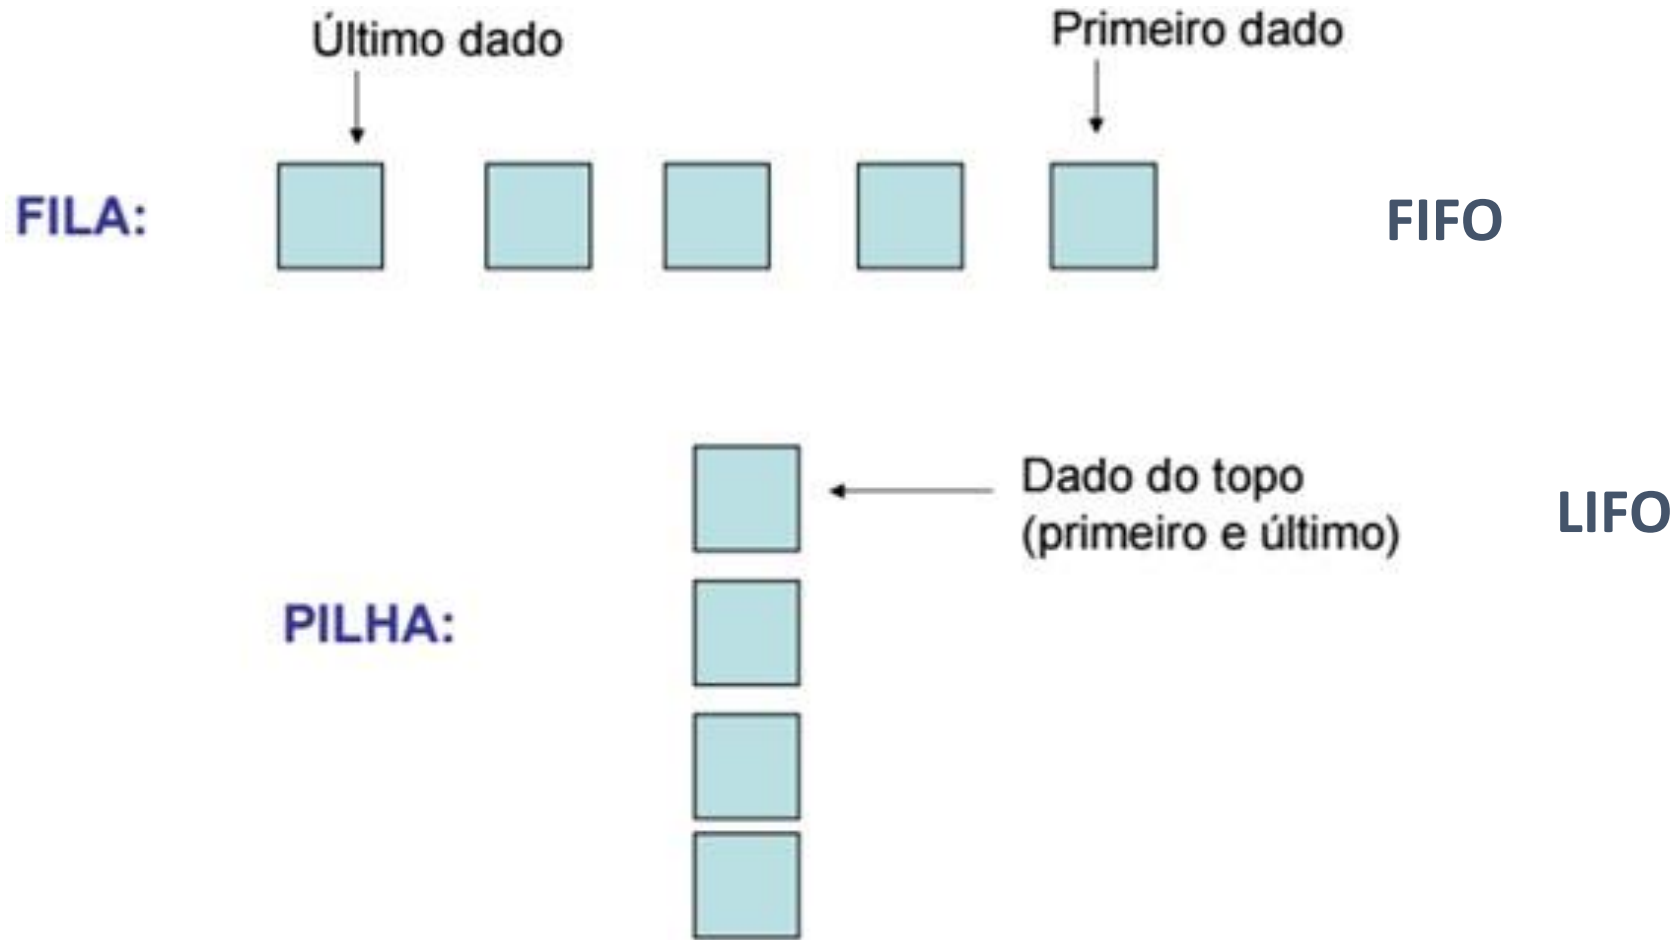 Último dado
Primeiro dado
FILA:
FIFO
Dado do topo
(primeiro e último)
LIFO
PILHA: